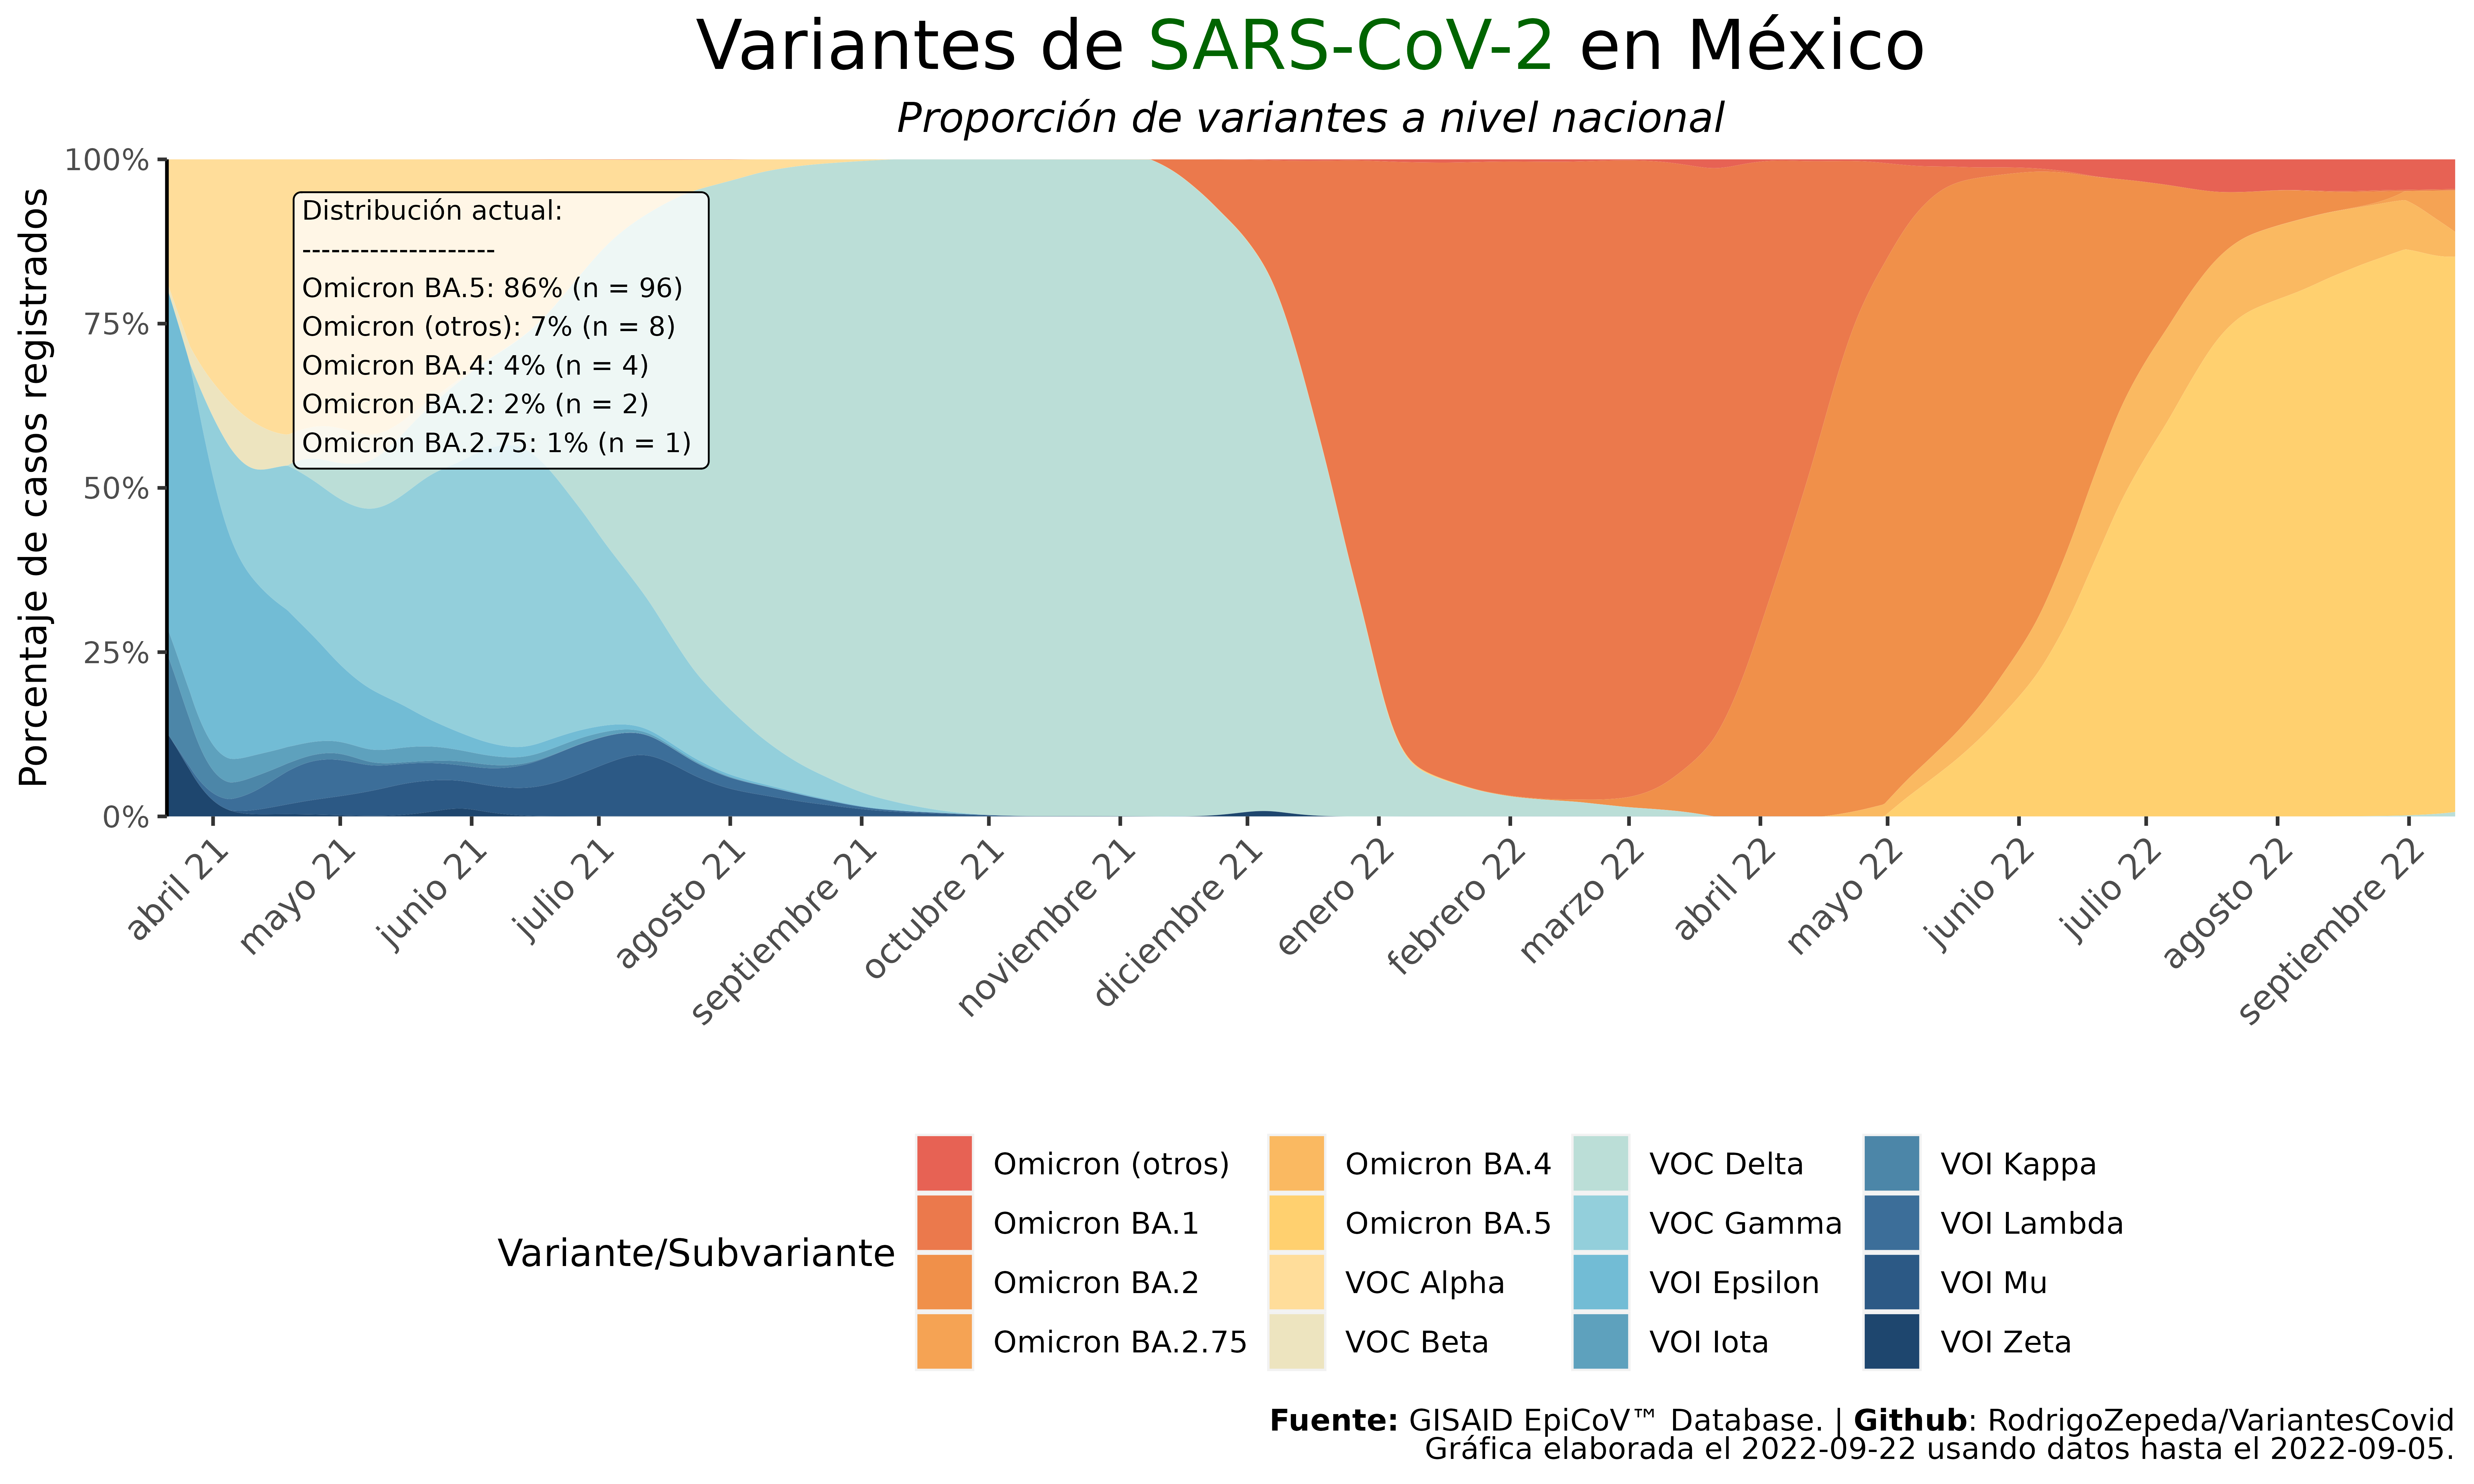 Variantes de SARS-CoV-2 en México
Proporción de variantes a nivel nacional
Porcentaje de casos registrados
100%
75%
50%
25%
0%
Distribución actual:
--------------------
Omicron BA.5: 86% (n = 96)
Omicron (otros): 7% (n = 8)
Omicron BA.4: 4% (n = 4)
Omicron BA.2: 2% (n = 2)
Omicron BA.2.75: 1% (n = 1)
abril 21
mayo 21
junio 21
julio 21
agosto 21
septiembre 21
octubre 21
noviembre 21
diciembre 21
enero 22
febrero 22
marzo 22
abril 22
mayo 22
junio 22
julio 22
agosto 22
septiembre 22
Variante/Subvariante
Omicron (otros)
Omicron BA.1
Omicron BA.2
Omicron BA.2.75
Omicron BA.4
Omicron BA.5
VOC Alpha
VOC Beta
VOC Delta
VOC Gamma
VOI Epsilon
VOI Iota
VOI Kappa
VOI Lambda
VOI Mu
VOI Zeta
Fuente: GISAID EpiCoV™ Database. | Github: RodrigoZepeda/VariantesCovid
Gráfica elaborada el 2022-09-22 usando datos hasta el 2022-09-05.